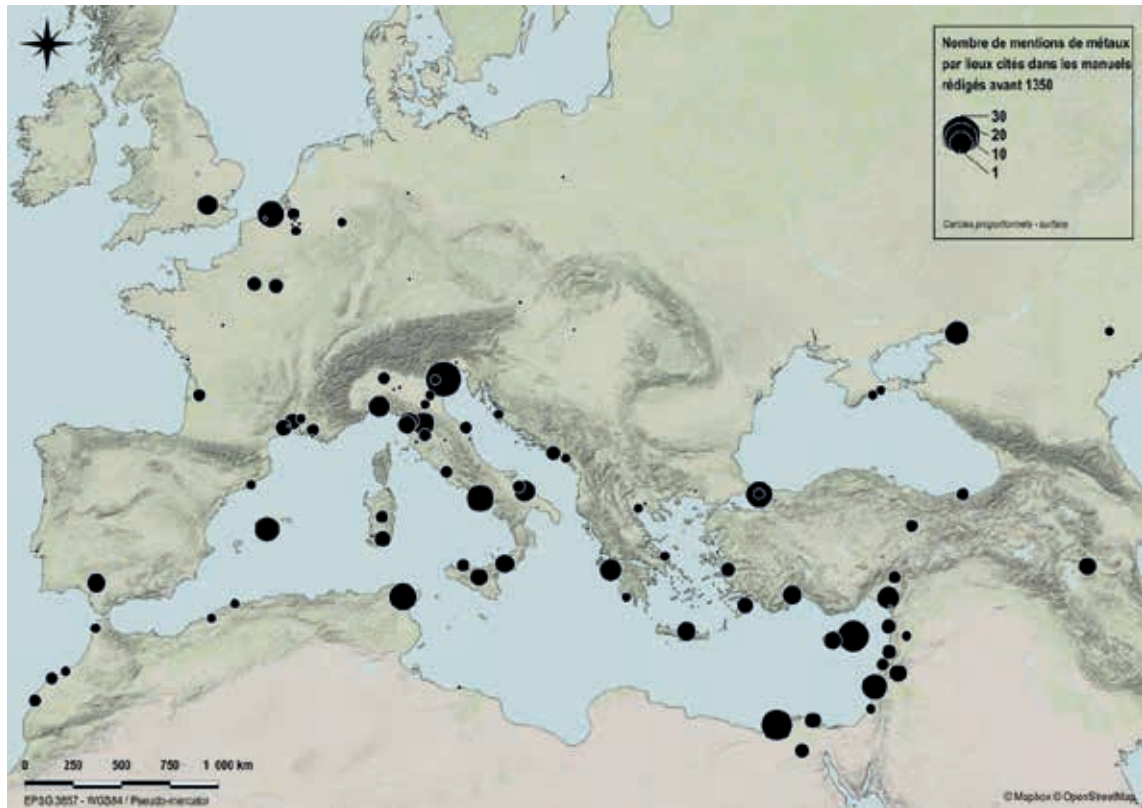 Nombre de mentions de métaux
par lieux cités dans les manuels
rédigés avant 1350
30
20
10
1
Cercles proportionnels - surface
0 250 500 750 1 000 km
EPSG:3857 - WGS84 / Pseudo-mercator
© Mapbox © OpenStreetMap